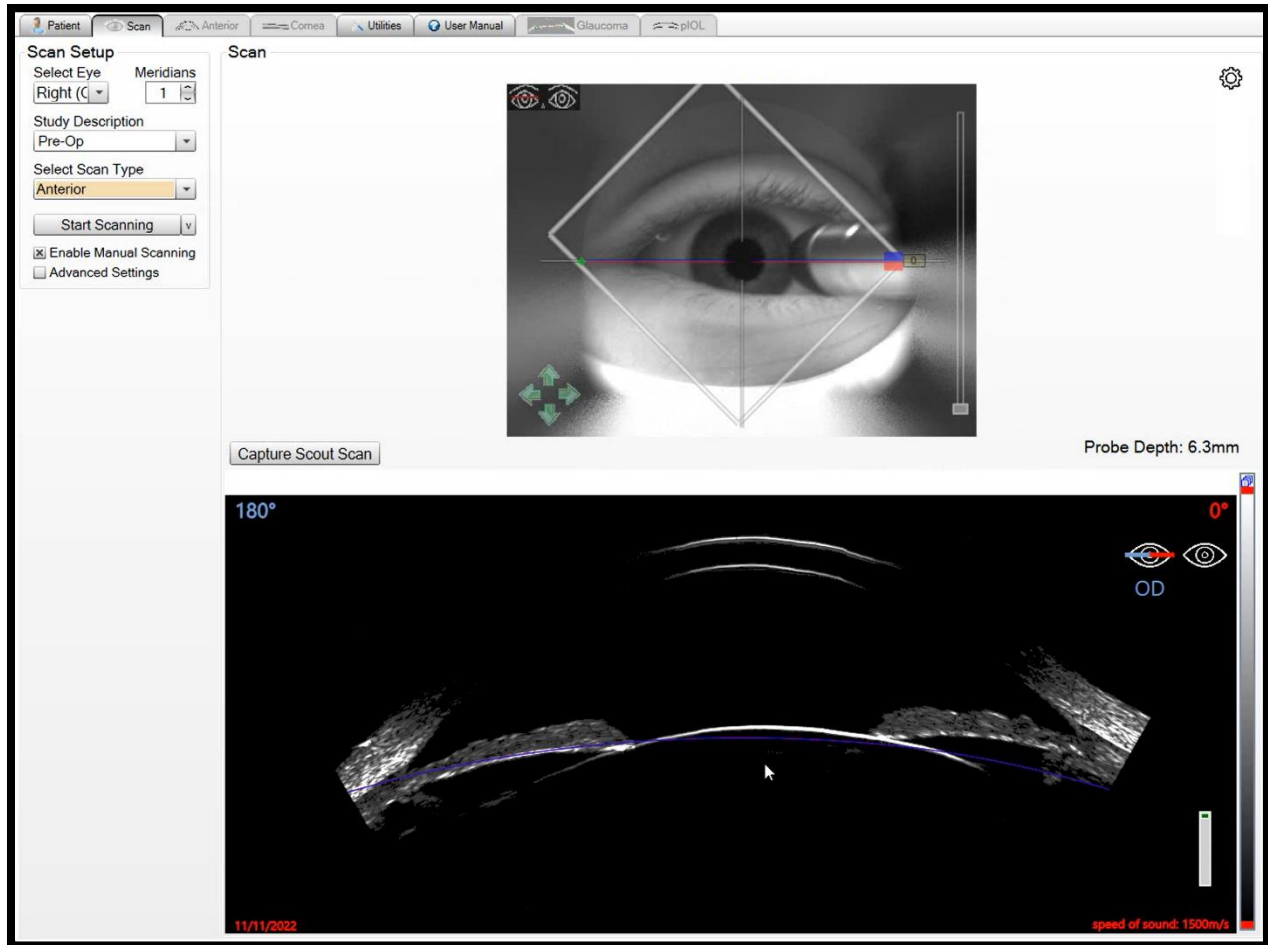 Patient
Scan
Anterior
Cornea
Utilities
User Manual
Glaucoma
pIOL
Scan Setup
Select Eye Meridians
Right (C 1
Study Description
Pre-Op
Select Scan Type
Anterior
Start Scanning v
Enable Manual Scanning
Advanced Settings
Scan
0
Capture Scout Scan
Probe Depth: 6.3mm
180°
0°
OD
11/11/2022
speed of sound: 1500m/s